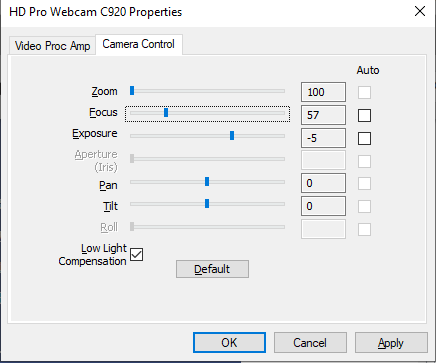 HD Pro Webcam C920 Properties
Video Proc Amp
Camera Control
Auto
Zoom 100
Focus 57
Exposure -5
Aperture
(Iris)
Pan 0
Tilt 0
Roll
Low Light
Compensation
Default
OK Cancel Apply